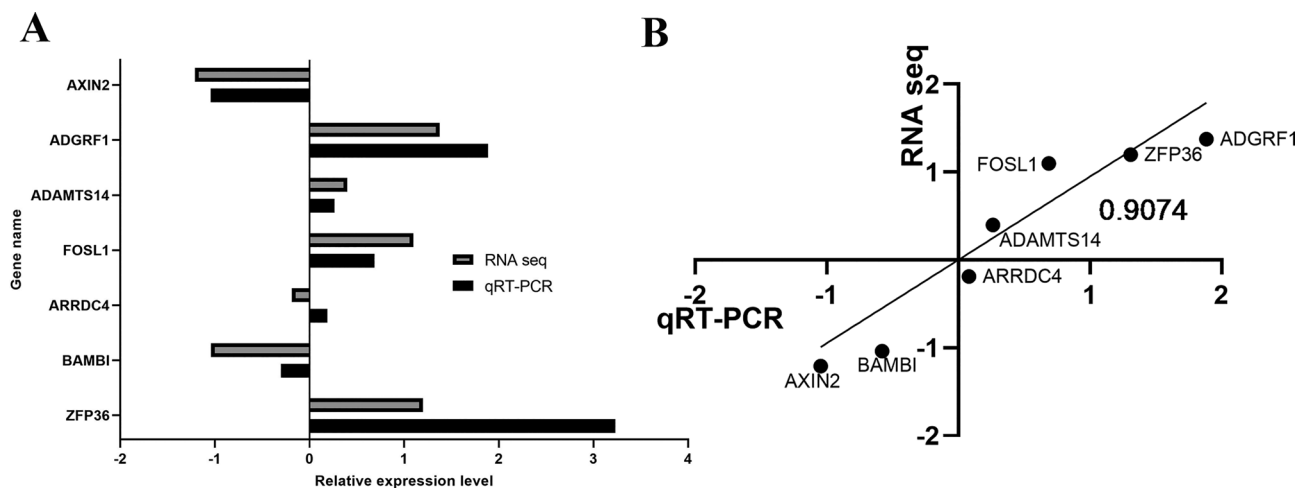 A
AXIN2
ADGRF1
ADAMTS14
FOSL1
ARRDC4
BAMBI
ZFP36
Gene name
RNA seq
qRT-PCR
-2 -1 0 1 2 3 4
Relative expression level
B
RNA seq
2
1
-1
-2
-2 -1 1 2
qRT-PCR
ADGRF1
ZFP36
FOSL1
0.9074
ADAMTS14
ARRDC4
BAMBI
AXIN2